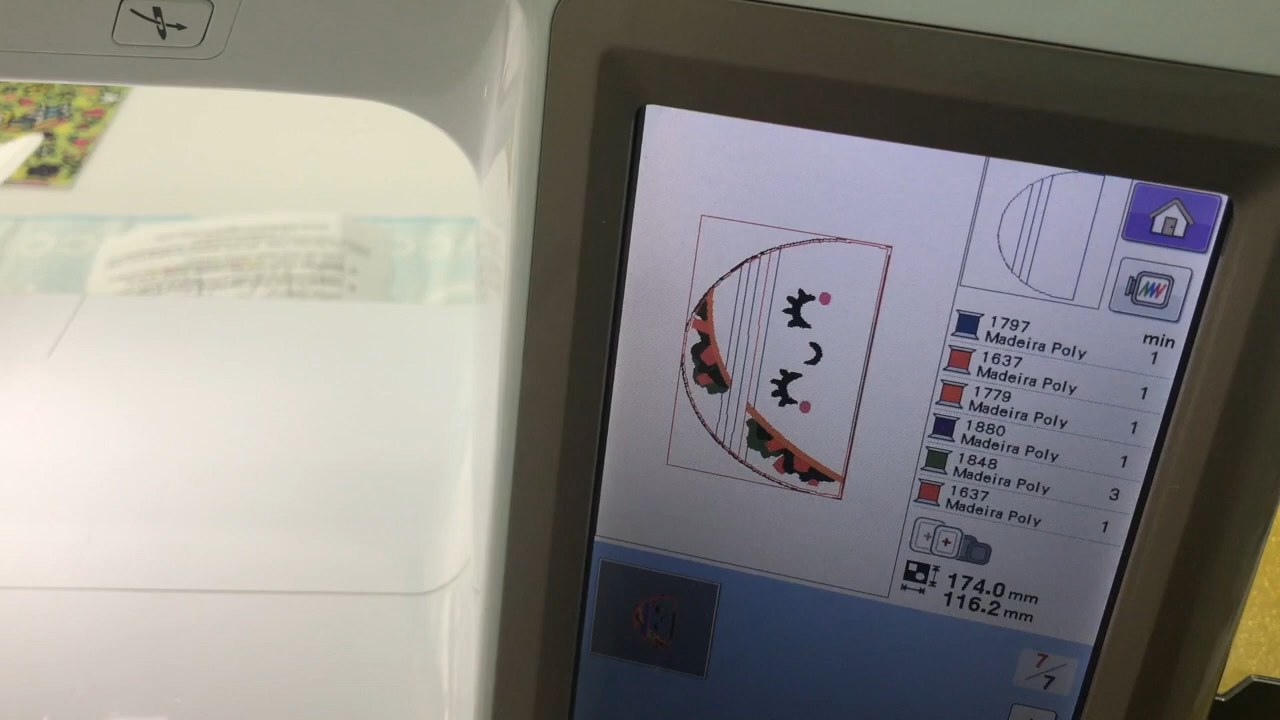 min
1797
Madeira Poly 1
1637
Madeira Poly 1
1779
Madeira Poly 1
1880
Madeira Poly 1
1848
Madeira Poly 3
1637
Madeira Poly 1
174.0 mm
116.2 mm
7/7